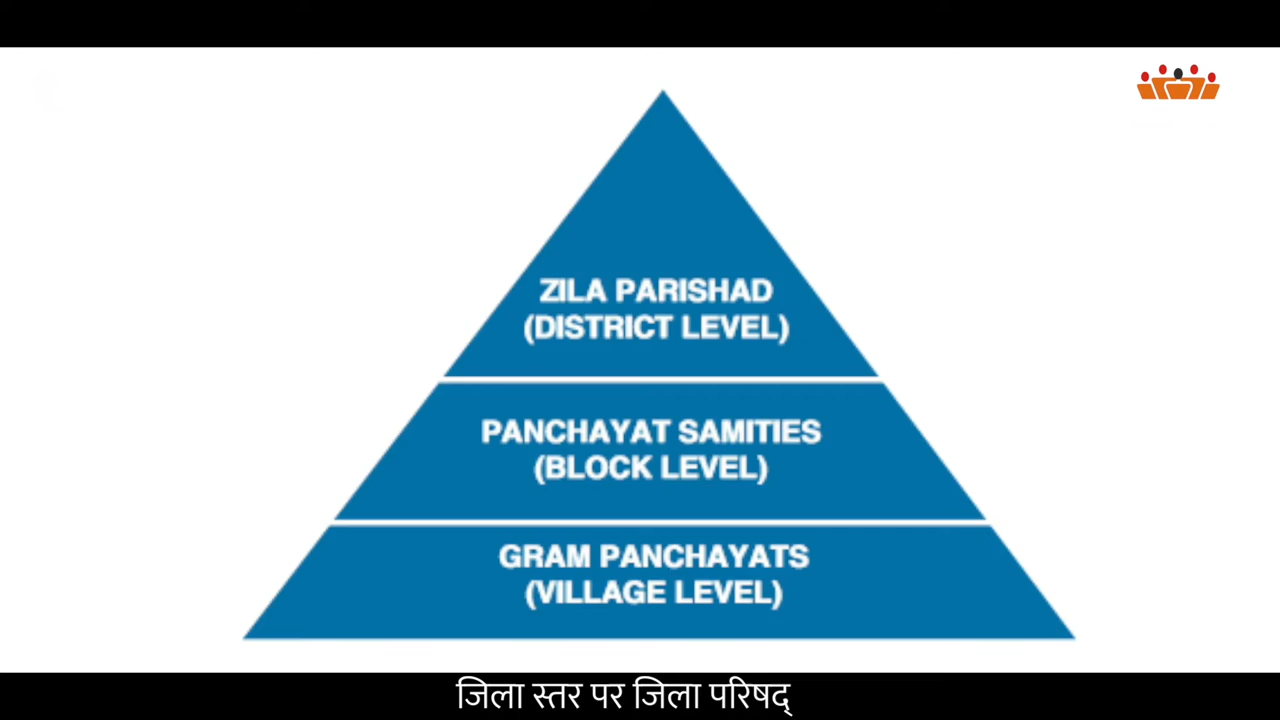 ZILA PARISHAD
(DISTRICT LEVEL)
PANCHAYAT SAMITIES
(BLOCK LEVEL)
GRAM PANCHAYATS
(VILLAGE LEVEL)
जिला स्तर पर जिला परिषद्